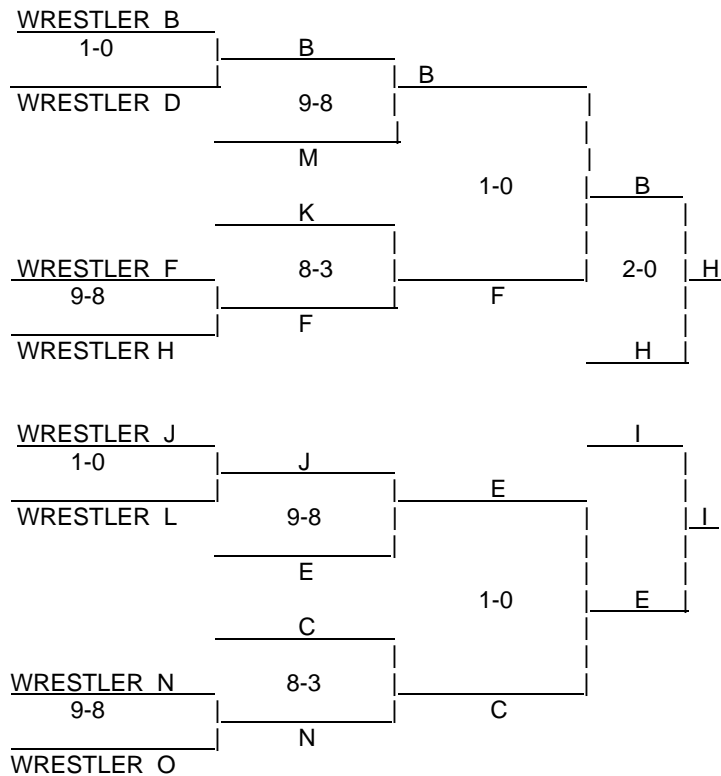 WRESTLER B
1-0
B
B
WRESTLER D
9-8
M
1-0
B
K
WRESTLER F
8-3
2-0
H
9-8
F
F
WRESTLER H
H
WRESTLER J
I
1-0
J
E
WRESTLER L
9-8
I
E
1-0
E
C
WRESTLER N
8-3
9-8
C
N
WRESTLER O